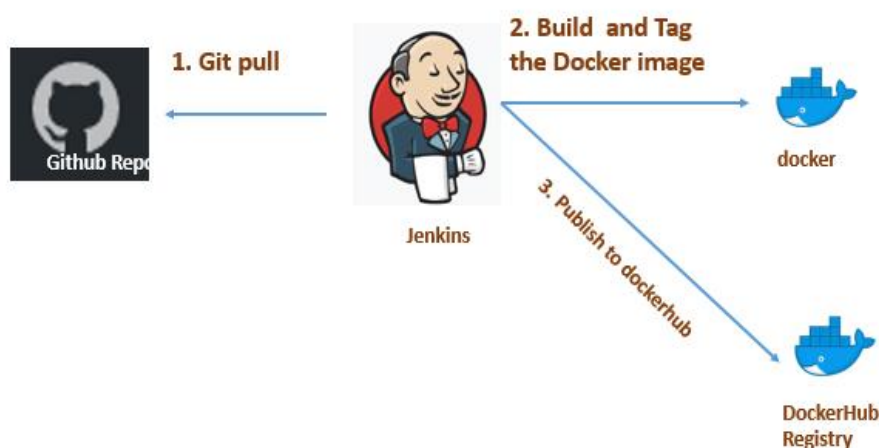 1. Git pull
2. Build and Tag
the Docker image
Github Repo
docker
Jenkins
3. Publish to dockerhub
DockerHub
Registry